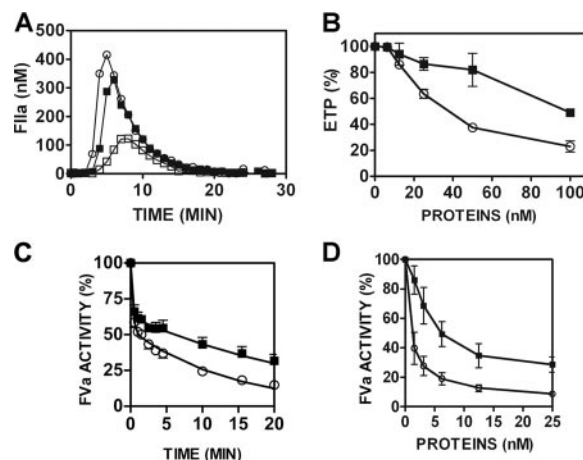 A
FIIa (nM)
500
400
300
200
100
0
0 10 20 30
TIME (MIN)
B
ETP (%)
100
80
60
40
20
0
0 20 40 60 80 100
PROTEINS (nM)
C
FVa ACTIVITY (%)
100
75
50
25
0
0 5 10 15 20
TIME (MIN)
D
FVa ACTIVITY (%)
100
80
60
40
20
0
0 5 10 15 20 25
PROTEINS (nM)